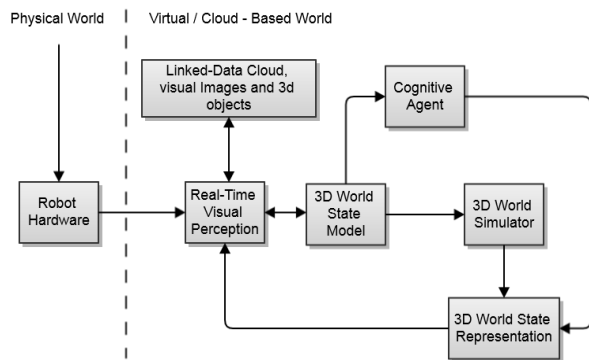 Physical World
Virtual / Cloud - Based World
Linked-Data Cloud,
visual Images and 3d
objects
Cognitive
Agent
Robot
Hardware
Real-Time
Visual
Perception
3D World
State
Model
3D World
Simulator
3D World State
Representation